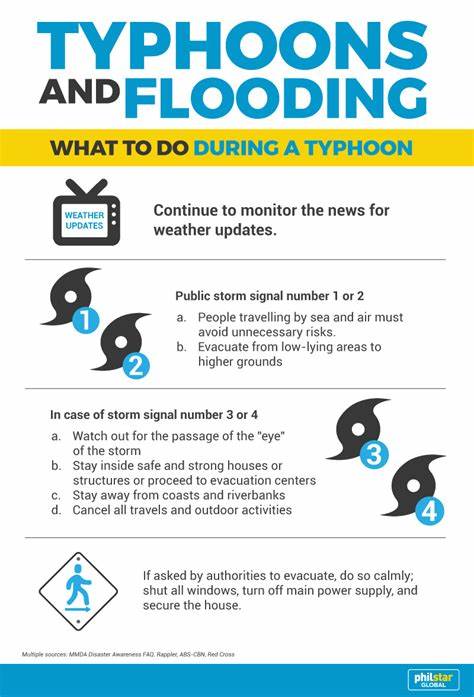 TYPHOONS
AND FLOODING
WHAT TO DO DURING A TYPHOON
WEATHER
UPDATES
Continue to monitor the news for
weather updates.
1
2
Public storm signal number 1 or 2
a. People travelling by sea and air must
avoid unnecessary risks.
b. Evacuate from low-lying areas to
higher grounds
In case of storm signal number 3 or 4
a. Watch out for the passage of the "eye"
of the storm
b. Stay inside safe and strong houses or
structures or proceed to evacuation centers
c. Stay away from coasts and riverbanks
d. Cancel all travels and outdoor activities
3
4
If asked by authorities to evacuate, do so calmly;
shut all windows, turn off main power supply, and
secure the house.
Multiple sources: MMDA Disaster Awareness FAQ, Rappler, ABS-CBN, Red Cross
philstar
GLOBAL